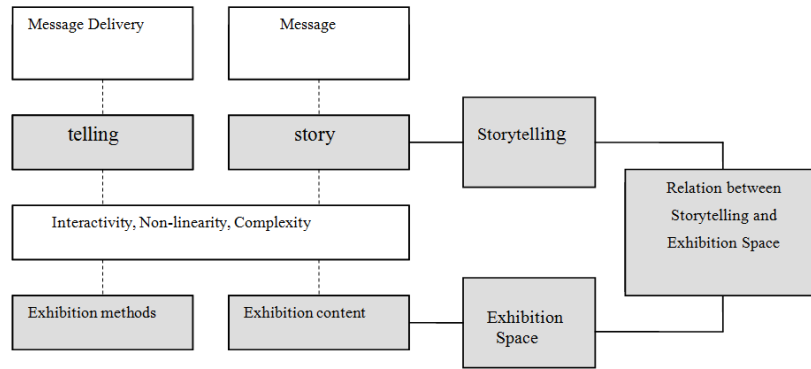 Message Delivery
Message
telling
story
Storytelling
Relation between
Storytelling and
Exhibition Space
Interactivity, Non-linearity, Complexity
Exhibition methods
Exhibition content
Exhibition
Space